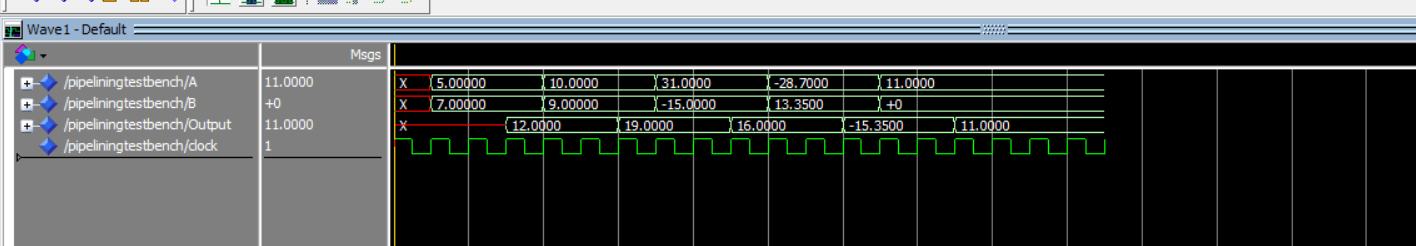 Wave1 - Default
Msgs
/pipeliningtestbench/A 11.0000 X 5.00000 10.0000 31.0000 -28.7000 11.0000
/pipeliningtestbench/B +0 X 7.00000 9.00000 -15.0000 13.3500 +0
/pipeliningtestbench/Output 11.0000 X 12.0000 19.0000 16.0000 -15.3500 11.0000
/pipeliningtestbench/clock 1